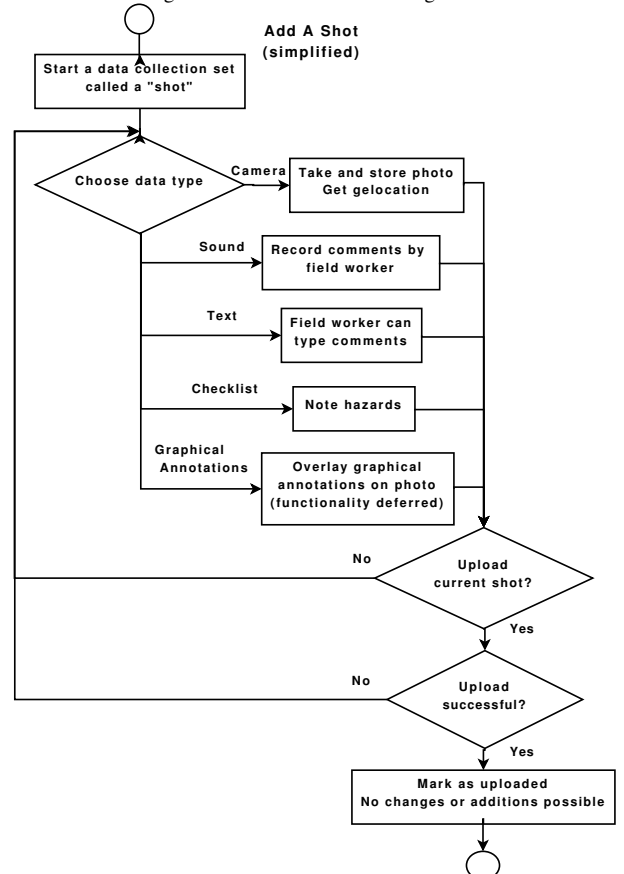 Add A Shot
(simplified)
Start a data collection set
called a "shot"
Choose data type
Camera
Take and store photo
Get gelocation
Sound
Record comments by
field worker
Text
Field worker can
type comments
Checklist
Note hazards
Graphical
Annotations
Overlay graphical
annotations on photo
(functionality deferred)
No
Upload
current shot?
Yes
No
Upload
successful?
Yes
Mark as uploaded
No changes or additions possible